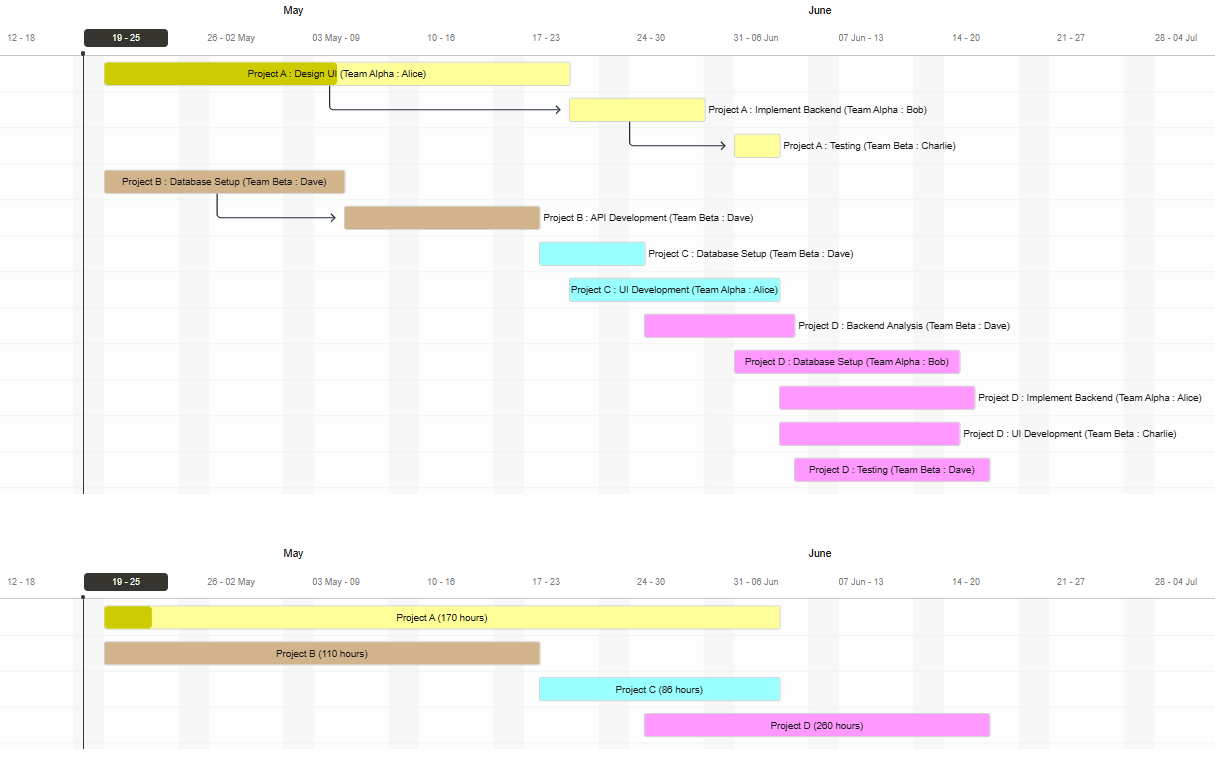 May June
12 - 18 19 - 25 26 - 02 May 03 May - 09 10 - 16 17 - 23 24 - 30 31 - 06 Jun 07 Jun - 13 14 - 20 21 - 27 28 - 04 Jul
Project A : Design UI (Team Alpha : Alice)
Project A : Implement Backend (Team Alpha : Bob)
Project A : Testing (Team Beta : Charlie)
Project B : Database Setup (Team Beta : Dave)
Project B : API Development (Team Beta : Dave)
Project C : Database Setup (Team Beta : Dave)
Project C : UI Development (Team Alpha : Alice)
Project D : Backend Analysis (Team Beta : Dave)
Project D : Database Setup (Team Alpha : Bob)
Project D : Implement Backend (Team Alpha : Alice)
Project D : UI Development (Team Beta : Charlie)
Project D : Testing (Team Beta : Dave)
May June
12 - 18 19 - 25 26 - 02 May 03 May - 09 10 - 16 17 - 23 24 - 30 31 - 06 Jun 07 Jun - 13 14 - 20 21 - 27 28 - 04 Jul
Project A (170 hours)
Project B (110 hours)
Project C (86 hours)
Project D (260 hours)